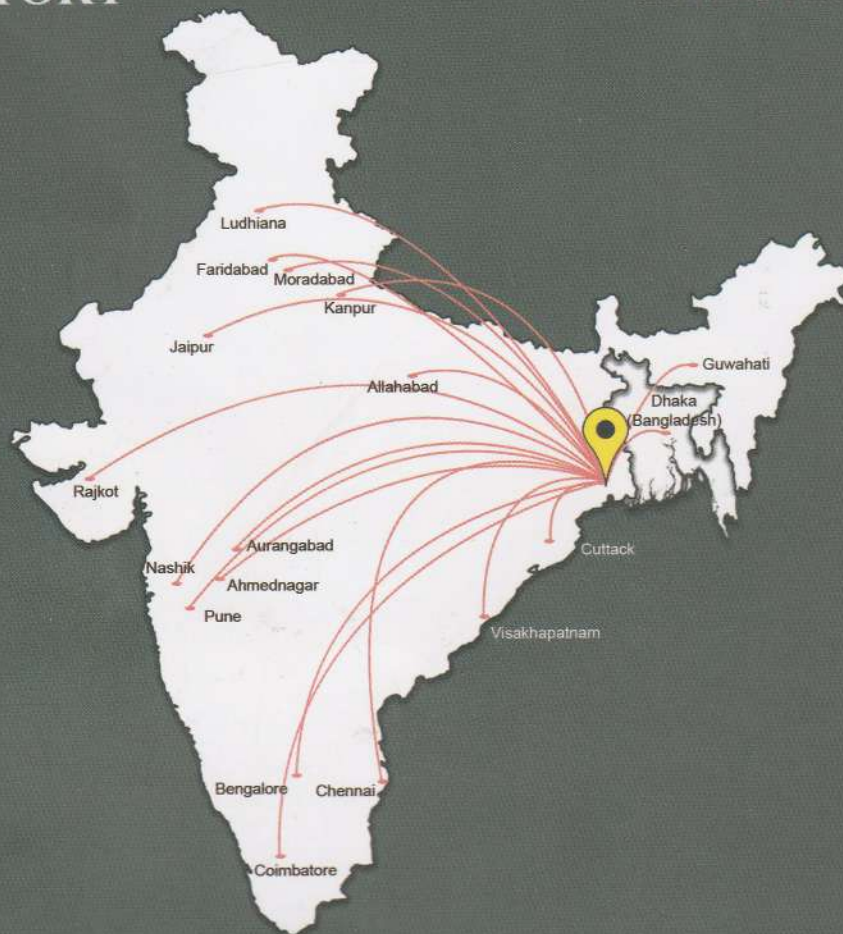 Ludhiana
Faridabad
Moradabad
Kanpur
Jaipur
Allahabad
Guwahati
Dhaka
(Bangladesh)
Rajkot
Aurangabad
Nashik
Ahmednagar
Pune
Cuttack
Visakhapatnam
Bengalore
Chennai
Coimbatore